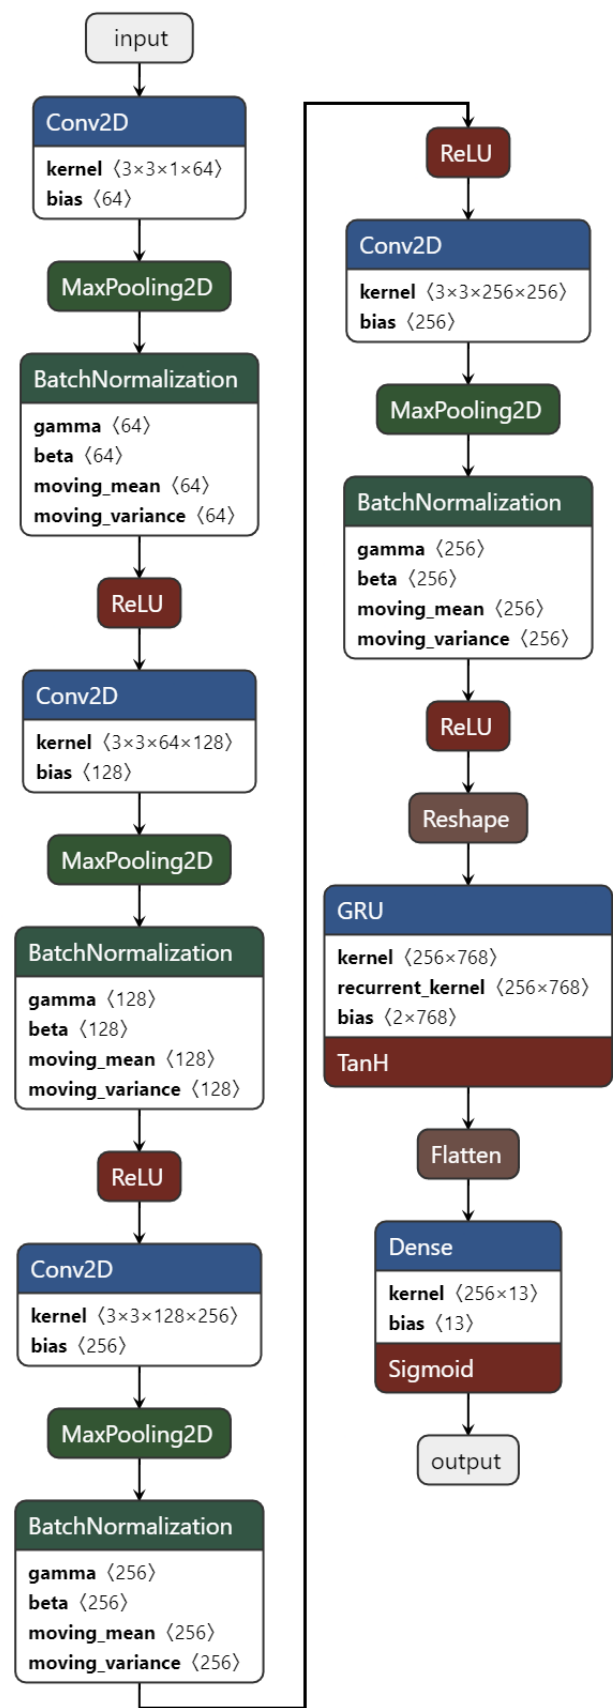 input
Conv2D
kernel 〈3×3×1×64〉
bias 〈64〉
MaxPooling2D
BatchNormalization
gamma 〈64〉
beta 〈64〉
moving_mean 〈64〉
moving_variance 〈64〉
ReLU
Conv2D
kernel 〈3×3×64×128〉
bias 〈128〉
MaxPooling2D
BatchNormalization
gamma 〈128〉
beta 〈128〉
moving_mean 〈128〉
moving_variance 〈128〉
ReLU
Conv2D
kernel 〈3×3×128×256〉
bias 〈256〉
MaxPooling2D
BatchNormalization
gamma 〈256〉
beta 〈256〉
moving_mean 〈256〉
moving_variance 〈256〉
ReLU
Conv2D
kernel 〈3×3×256×256〉
bias 〈256〉
MaxPooling2D
BatchNormalization
gamma 〈256〉
beta 〈256〉
moving_mean 〈256〉
moving_variance 〈256〉
ReLU
Reshape
GRU
kernel 〈256×768〉
recurrent_kernel 〈256×768〉
bias 〈2×768〉
TanH
Flatten
Dense
kernel 〈256×13〉
bias 〈13〉
Sigmoid
output